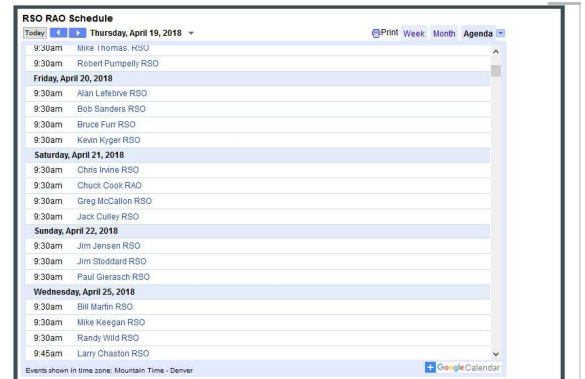 RSO RAO Schedule
Today Thursday, April 19, 2018 Print Week Month Agenda
9:30am Mike Thomas. RSO
9:30am Robert Pumpelly RSO
Friday, April 20, 2018
9:30am Alan Lefebrve RSO
9:30am Bob Sanders RSO
9:30am Bruce Furr RSO
9:30am Kevin Kyger RSO
Saturday, April 21, 2018
9:30am Chris Irvine RSO
9:30am Chuck Cook RAO
9:30am Greg McCallon RSO
9:30am Jack Culley RSO
Sunday, April 22, 2018
9:30am Jim Jensen RSO
9:30am Jim Stoddard RSO
9:30am Paul Gierasch RSO
Wednesday, April 25, 2018
9:30am Bill Martin RSO
9:30am Mike Keegan RSO
9:30am Randy Wild RSO
9:45am Larry Chaston RSO
Events shown in time zone: Mountain Time - Denver + Google Calendar